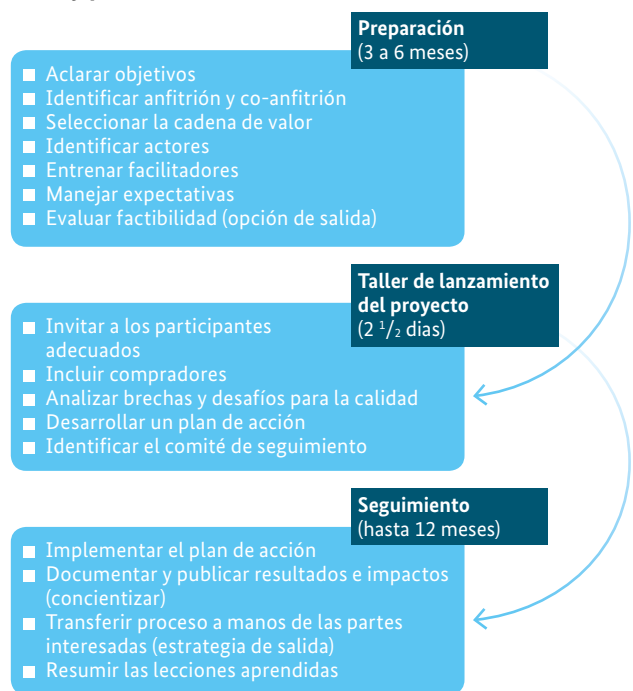 Preparación
(3 a 6 meses)
Aclarar objetivos
Identificar anfitrión y co-anfitrión
Seleccionar la cadena de valor
Identificar actores
Entrenar facilitadores
Manejar expectativas
Evaluar factibilidad (opción de salida)
Taller de lanzamiento
del proyecto
(2 1/2 dias)
Invitar a los participantes
adecuados
Incluir compradores
Analizar brechas y desafíos para la calidad
Desarrollar un plan de acción
Identificar el comité de seguimiento
Seguimiento
(hasta 12 meses)
Implementar el plan de acción
Documentar y publicar resultados e impactos
(concientizar)
Transferir proceso a manos de las partes
interesadas (estrategia de salida)
Resumir las lecciones aprendidas